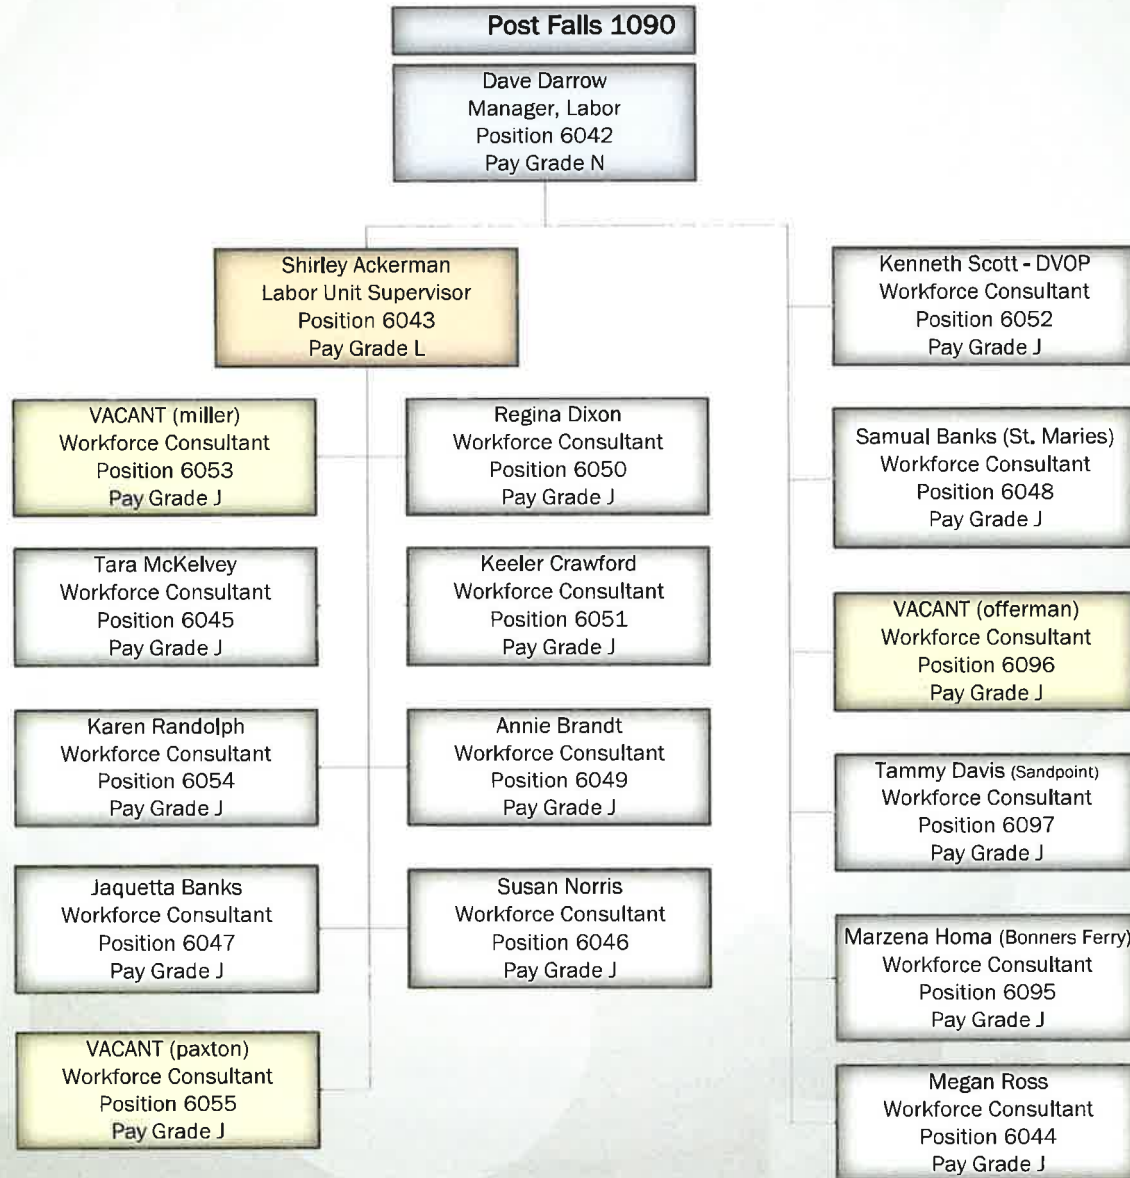 Post Falls 1090
Dave Darrow
Manager, Labor
Position 6042
Pay Grade N
Shirley Ackerman
Labor Unit Supervisor
Position 6043
Pay Grade L
VACANT (miller)
Workforce Consultant
Position 6053
Pay Grade J
Tara McKelvey
Workforce Consultant
Position 6045
Pay Grade J
Karen Randolph
Workforce Consultant
Position 6054
Pay Grade J
Jaquetta Banks
Workforce Consultant
Position 6047
Pay Grade J
VACANT (paxton)
Workforce Consultant
Position 6055
Pay Grade J
Regina Dixon
Workforce Consultant
Position 6050
Pay Grade J
Keeler Crawford
Workforce Consultant
Position 6051
Pay Grade J
Annie Brandt
Workforce Consultant
Position 6049
Pay Grade J
Susan Norris
Workforce Consultant
Position 6046
Pay Grade J
Kenneth Scott - DVOP
Workforce Consultant
Position 6052
Pay Grade J
Samual Banks (St. Maries)
Workforce Consultant
Position 6048
Pay Grade J
VACANT (offerman)
Workforce Consultant
Position 6096
Pay Grade J
Tammy Davis (Sandpoint)
Workforce Consultant
Position 6097
Pay Grade J
Marzena Homa (Bonners Ferry)
Workforce Consultant
Position 6095
Pay Grade J
Megan Ross
Workforce Consultant
Position 6044
Pay Grade J